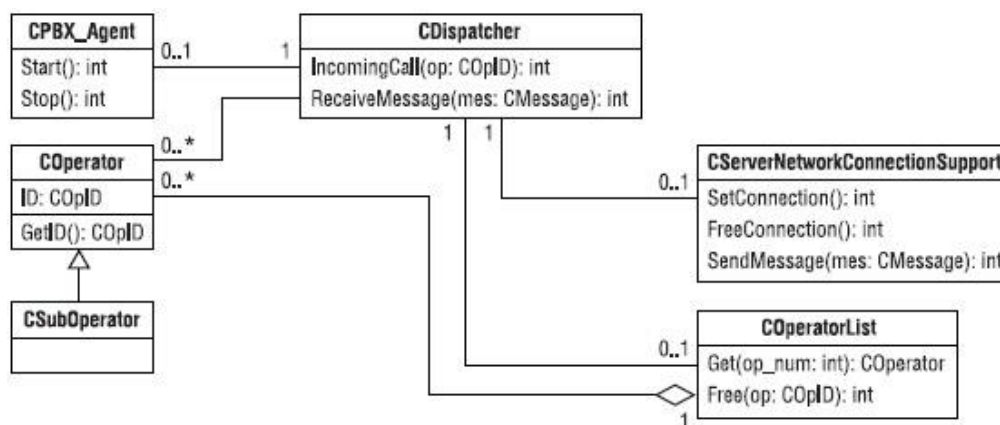 CPBX_Agent
Start(): int
Stop(): int
0..1
1
CDispatcher
IncomingCall(op: COpID): int
ReceiveMessage(mes: CMessage): int
0..*
1
1
COperator
ID: COpID
GetID(): COpID
0..*
CSubOperator
0..1
CServerNetworkConnectionSupport
SetConnection(): int
FreeConnection(): int
SendMessage(mes: CMessage): int
0..1
COperatorList
Get(op_num: int): COperator
Free(op: COpID): int
1